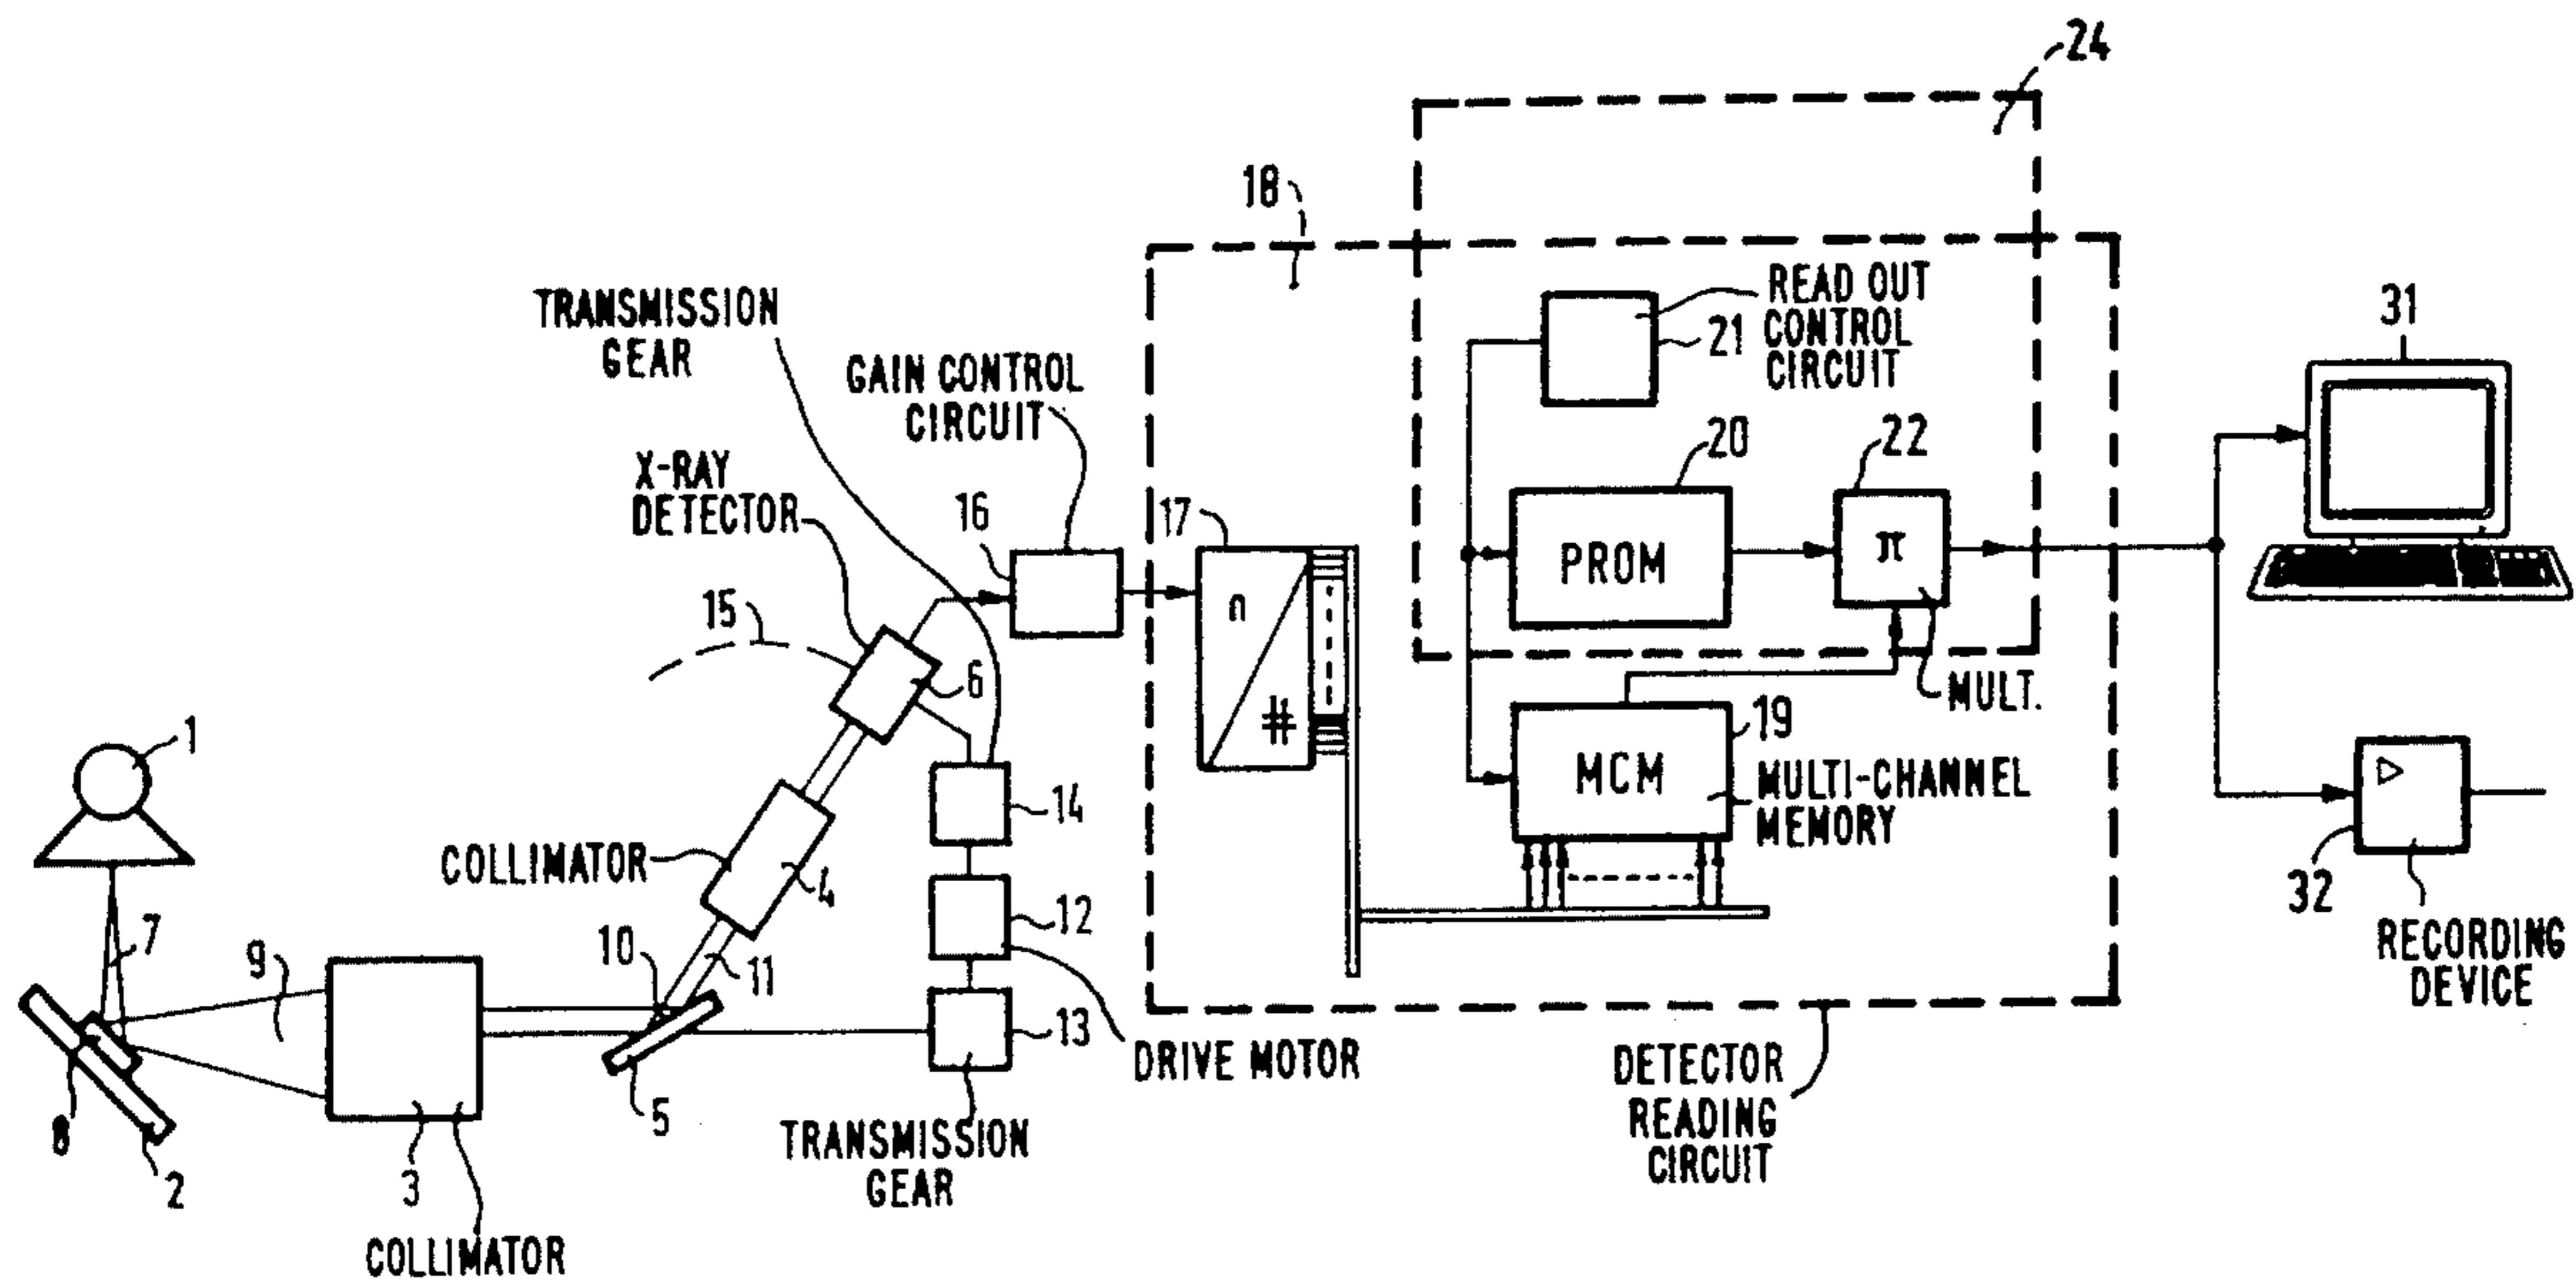 24
18
TRANSMISSION
GEAR
GAIN CONTROL
CIRCUIT
READ OUT
CONTROL
CIRCUIT
21
31
X-RAY
DETECTOR
16
17
20
22
PROM
π
n
#
15
6
MULT.
1
14
MCM
19
MULTI-CHANNEL
MEMORY
▷
32
RECORDING
DEVICE
COLLIMATOR
4
12
7
9
10
11
13
DRIVE MOTOR
DETECTOR
READING
CIRCUIT
8
2
3
5
TRANSMISSION
GEAR
COLLIMATOR